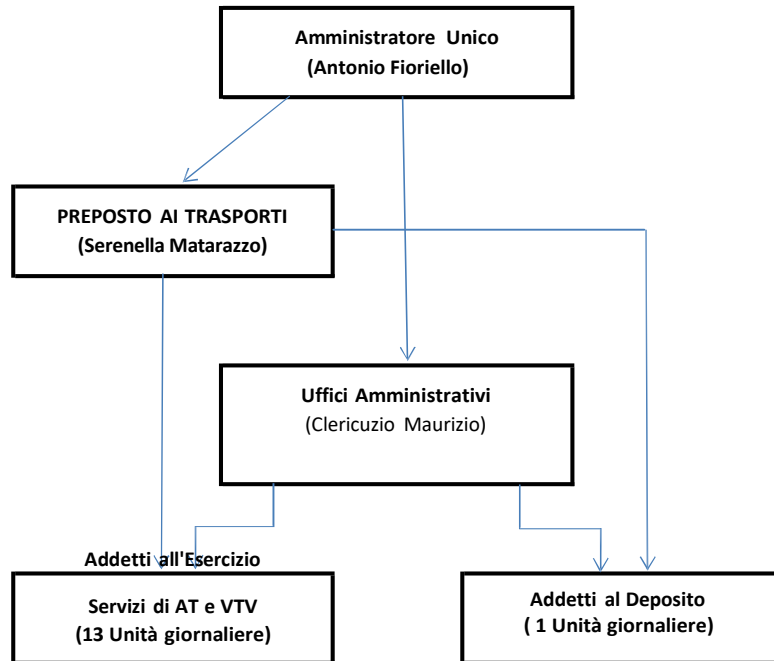 Amministratore Unico
(Antonio Fioriello)
PREPOSTO AI TRASPORTI
(Serenella Matarazzo)
Uffici Amministrativi
(Clericuzio Maurizio)
Addetti all'Esercizio
Servizi di AT e VTV
(13 Unità giornaliere)
Addetti al Deposito
( 1 Unità giornaliere)